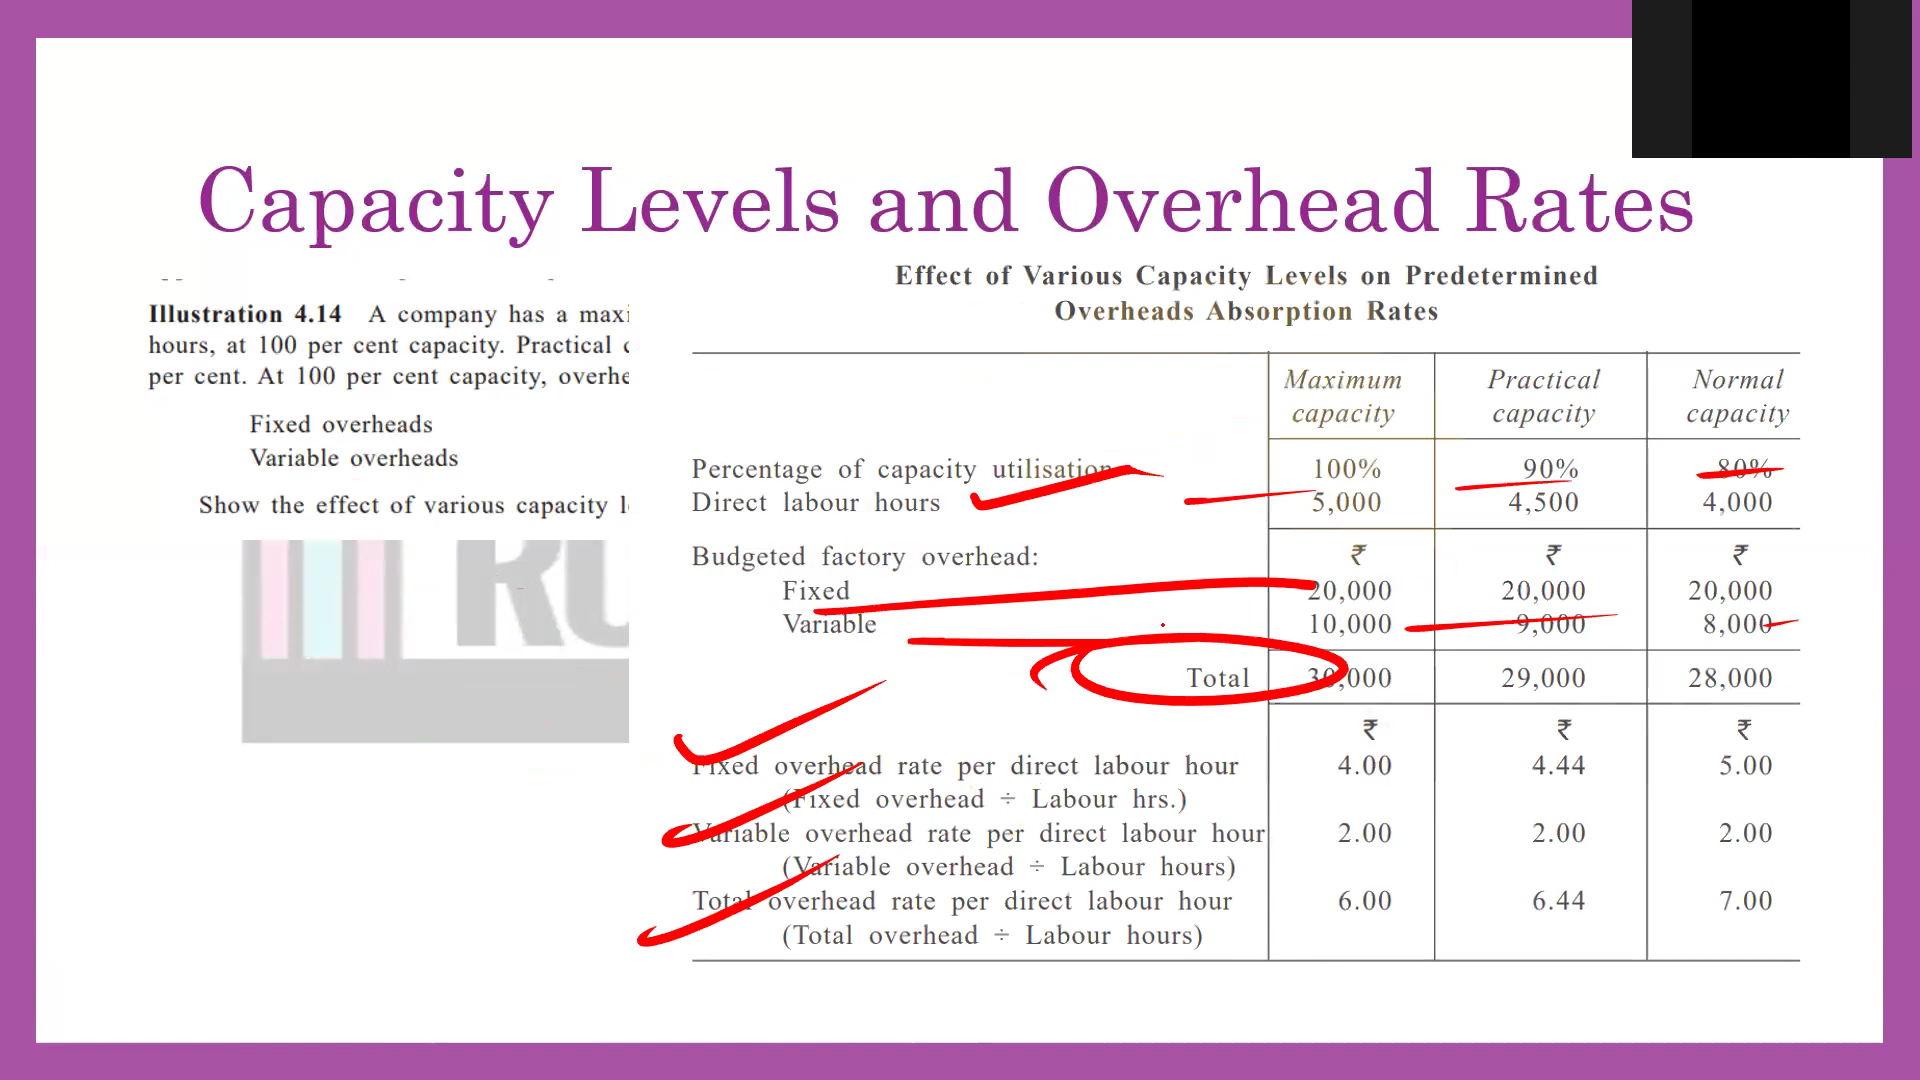 Capacity Levels and Overhead Rates
Illustration 4.14 A company has a maxi
hours, at 100 per cent capacity. Practical
per cent. At 100 per cent capacity, overhe
Fixed overheads
Variable overheads
Show the effect of various capacity
RU
Effect of Various Capacity Levels on Predetermined
Overheads Absorption Rates
Maximum capacity Practical capacity Normal capacity
Percentage of capacity utilisation 100% 90% 80%
Direct labour hours 5,000 4,500 4,000
Budgeted factory overhead: ₹ ₹ ₹
Fixed 20,000 20,000 20,000
Variable 10,000 9,000 8,000
Total 30,000 29,000 28,000
₹ ₹ ₹
Fixed overhead rate per direct labour hour 4.00 4.44 5.00
(Fixed overhead ÷ Labour hrs.)
Variable overhead rate per direct labour hour 2.00 2.00 2.00
(Variable overhead ÷ Labour hours)
Total overhead rate per direct labour hour 6.00 6.44 7.00
(Total overhead ÷ Labour hours)